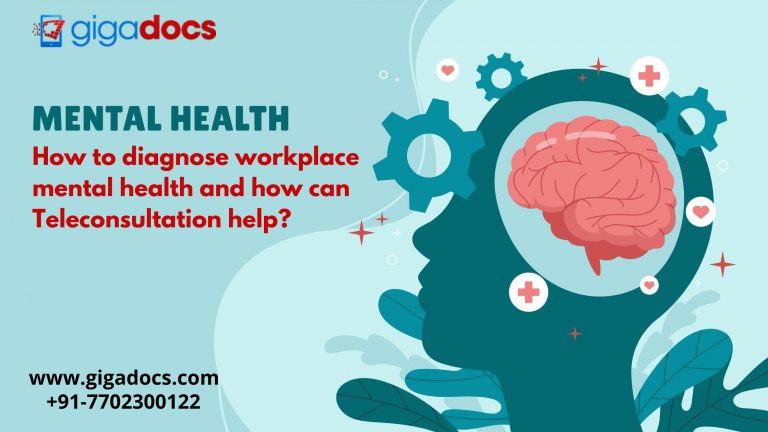 gigadocs
MENTAL HEALTH
How to diagnose workplace
mental health and how can
Teleconsultation help?
www.gigadocs.com
+91-7702300122